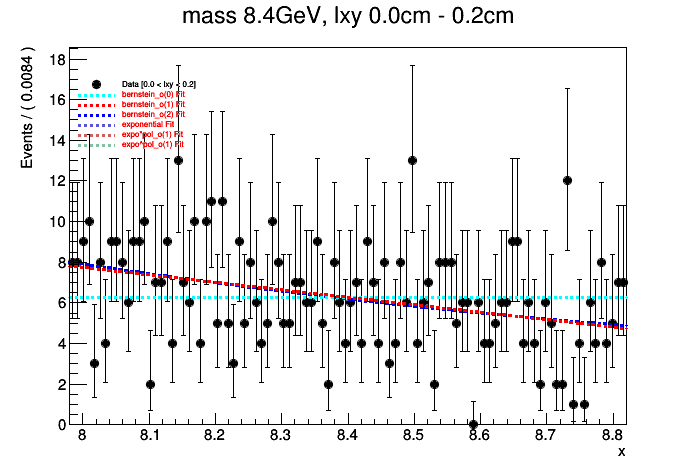 mass 8.4GeV, lxy 0.0cm - 0.2cm
Events / ( 0.0084 )
18
16
14
12
10
8
6
4
2
0
Data [0.0 < lxy < 0.2]
bernstein_o(0) Fit
bernstein_o(1) Fit
bernstein_o(2) Fit
exponential Fit
expo*pol_o(1) Fit
expo*pol_o(1) Fit
8 8.1 8.2 8.3 8.4 8.5 8.6 8.7 8.8
x